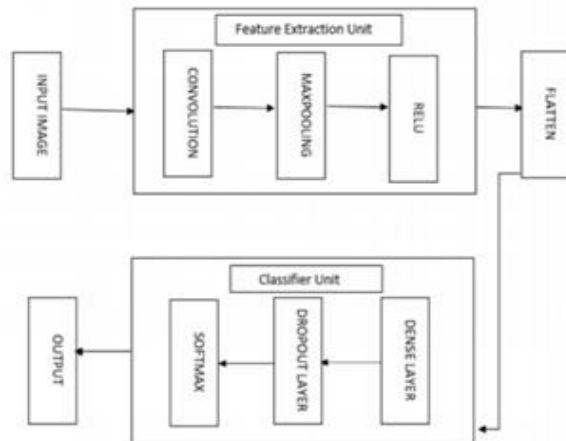 Feature Extraction Unit
INPUT IMAGE
CONVOLUTION
MAXPOOLING
RELU
FLATTEN
Classifier Unit
DENSE LAYER
DROPOUT LAYER
SOFTMAX
OUTPUT